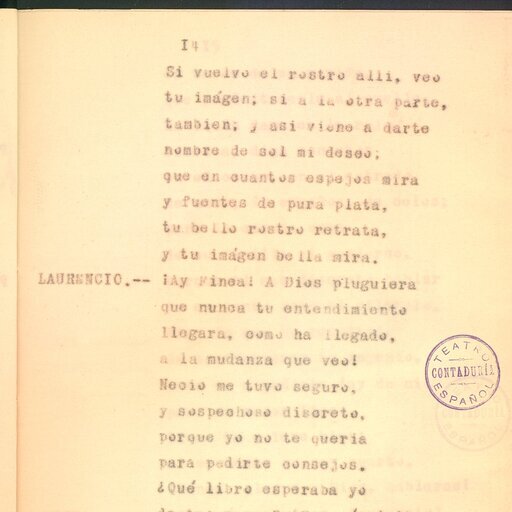 I4
Si vuelvo el rostro alli, veo
tu imágen; si a la otra parte,
tambien; y asi viene a darte
nombre de sol mi deseo;
que en cuantos espejos mira
y fuentes de pura plata,
tu bello rostro retrata,
y tu imágen bella mira.
LAURENCIO.-- ¡Ay Finea! A Dios pluguiera
que nunca tu entendimiento
llegara, como ha llegado,
a la mudanza que veo!
Necio me tuvo seguro,
y sospechoso discreto,
porque yo no te queria
para pedirte consejos.
¿Qué libro esperaba yo
TEATRO ESPAÑOL
CONTADURÍA